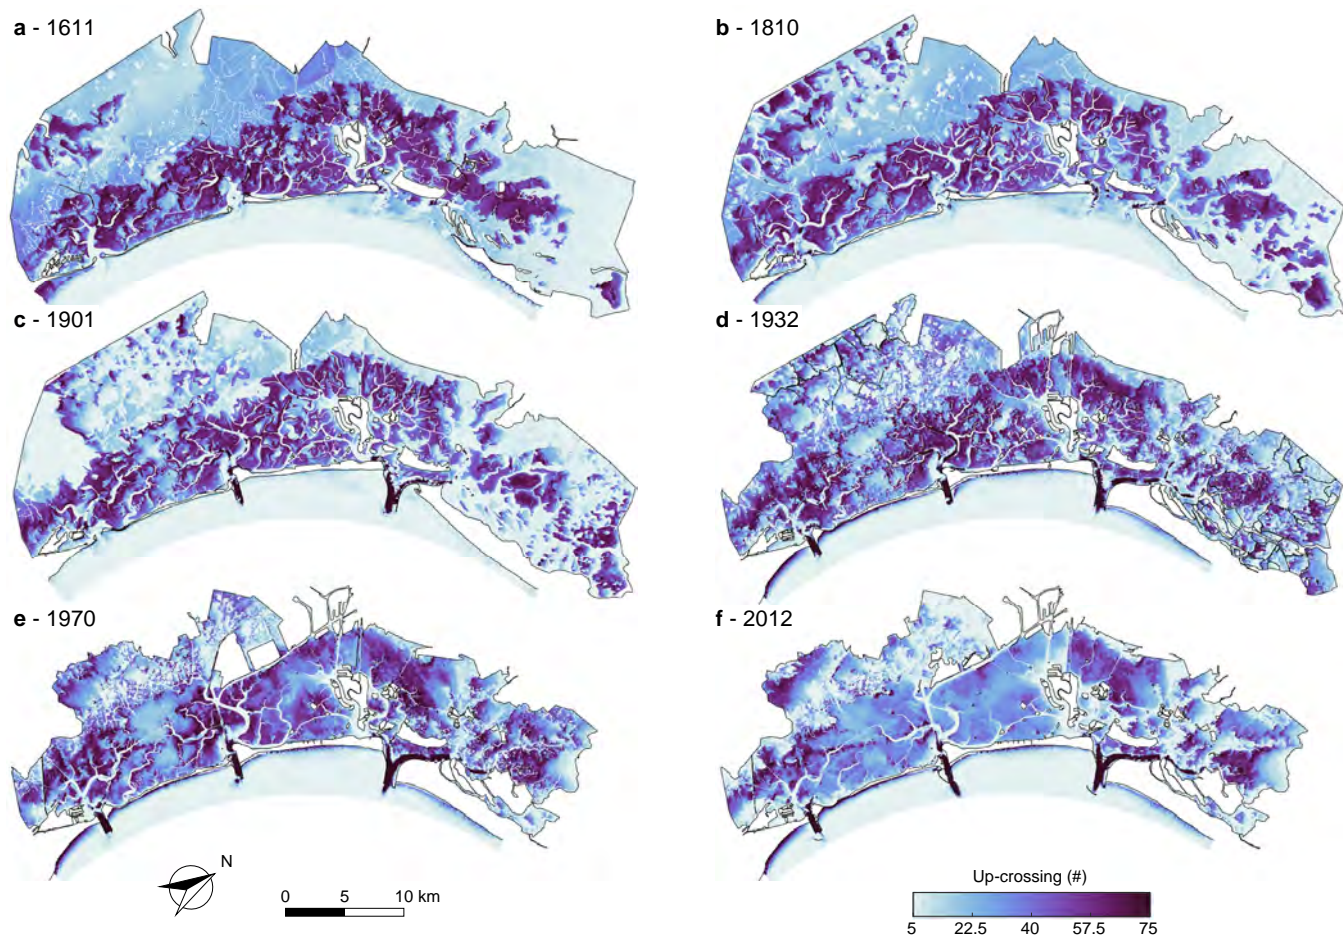 a - 1611
b - 1810
c - 1901
d - 1932
e - 1970
f - 2012
N
0 5 10 km
Up-crossing (#)
5 22.5 40 57.5 75